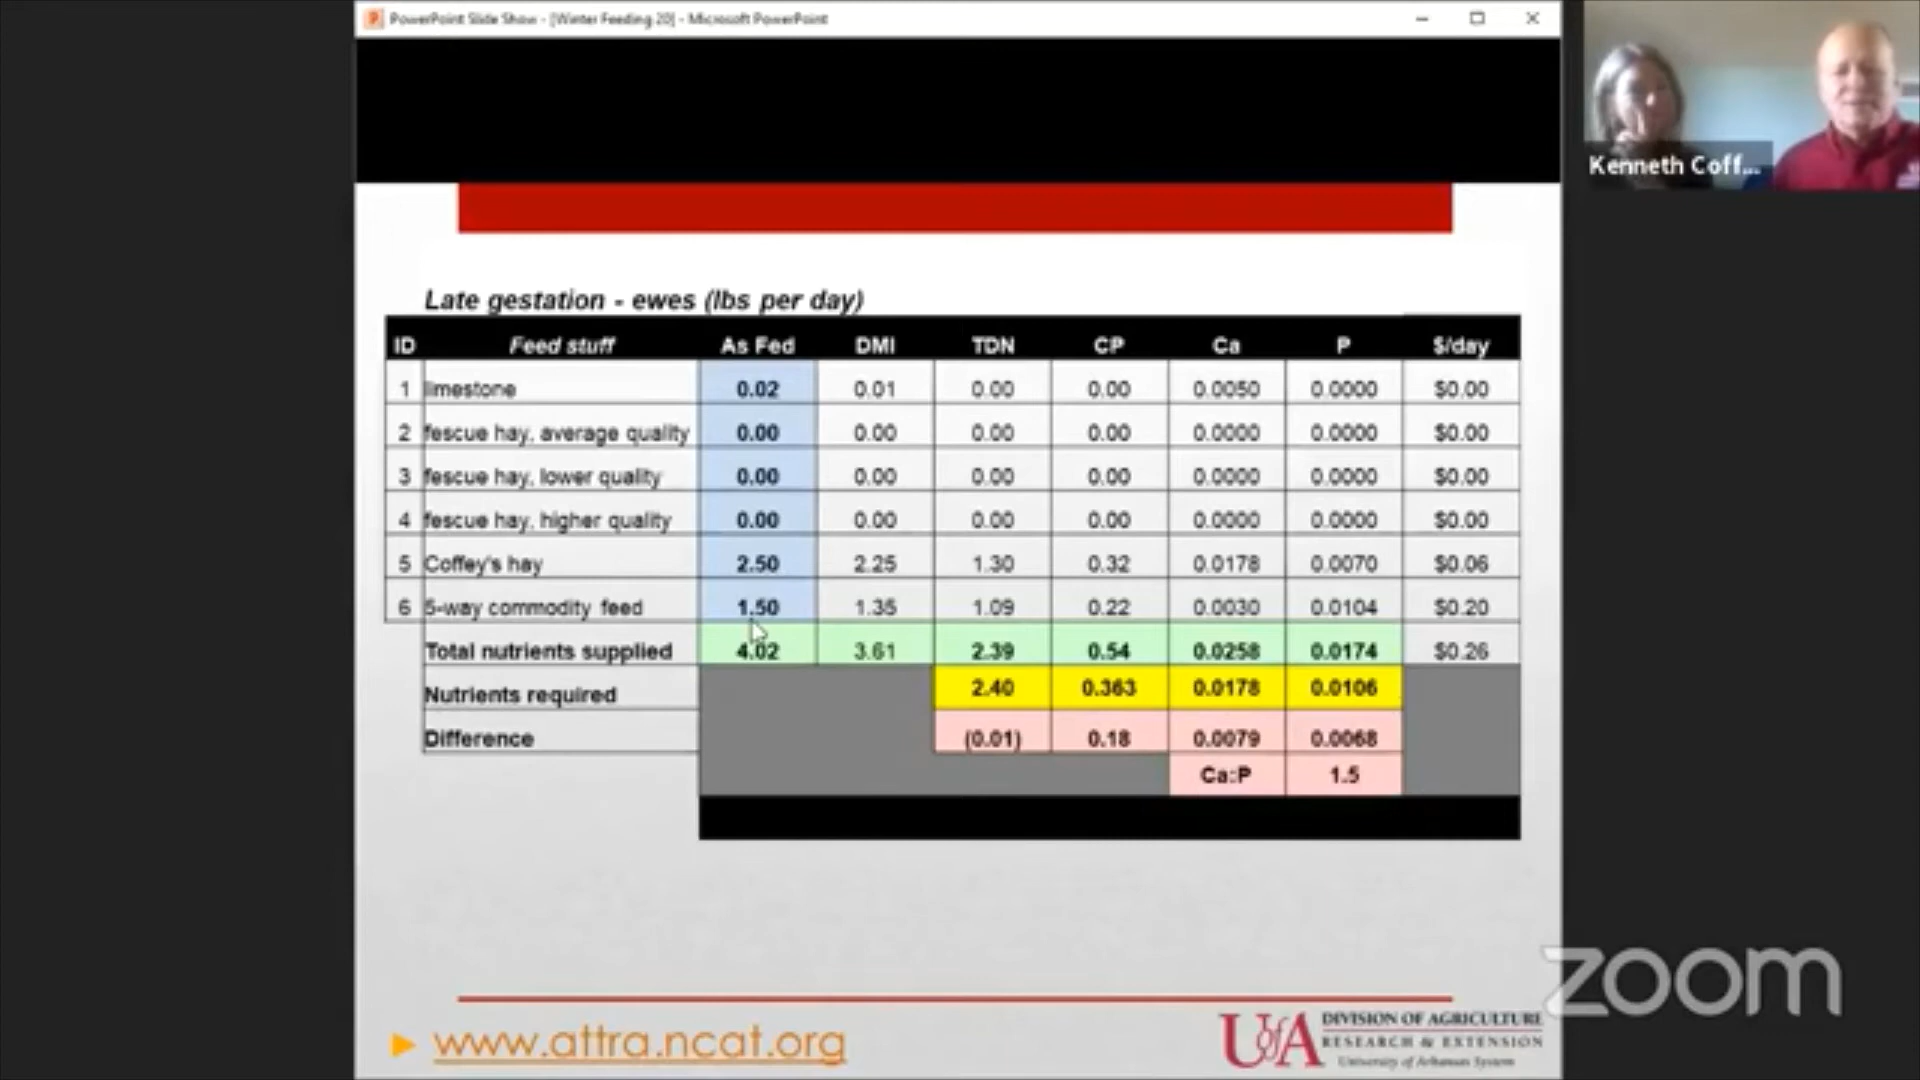 PowerPoint Slide Show - [Winter Feeding 20] - Microsoft PowerPoint
Kenneth Coff...
Late gestation - ewes (lbs per day)
ID Feed stuff As Fed DMI TDN CP Ca P $/day
1 limestone 0.02 0.01 0.00 0.00 0.0050 0.0000 $0.00
2 fescue hay, average quality 0.00 0.00 0.00 0.00 0.0000 0.0000 $0.00
3 fescue hay, lower quality 0.00 0.00 0.00 0.00 0.0000 0.0000 $0.00
4 fescue hay, higher quality 0.00 0.00 0.00 0.00 0.0000 0.0000 $0.00
5 Coffey's hay 2.50 2.25 1.30 0.32 0.0178 0.0070 $0.06
6 5-way commodity feed 1.50 1.35 1.09 0.22 0.0030 0.0104 $0.20
Total nutrients supplied 4.02 3.61 2.39 0.54 0.0258 0.0174 $0.26
Nutrients required 2.40 0.363 0.0178 0.0106
Difference (0.01) 0.18 0.0079 0.0068
Ca:P 1.5
zoom
www.attra.ncat.org
UofA DIVISION OF AGRICULTURE
RESEARCH & EXTENSION
University of Arkansas System